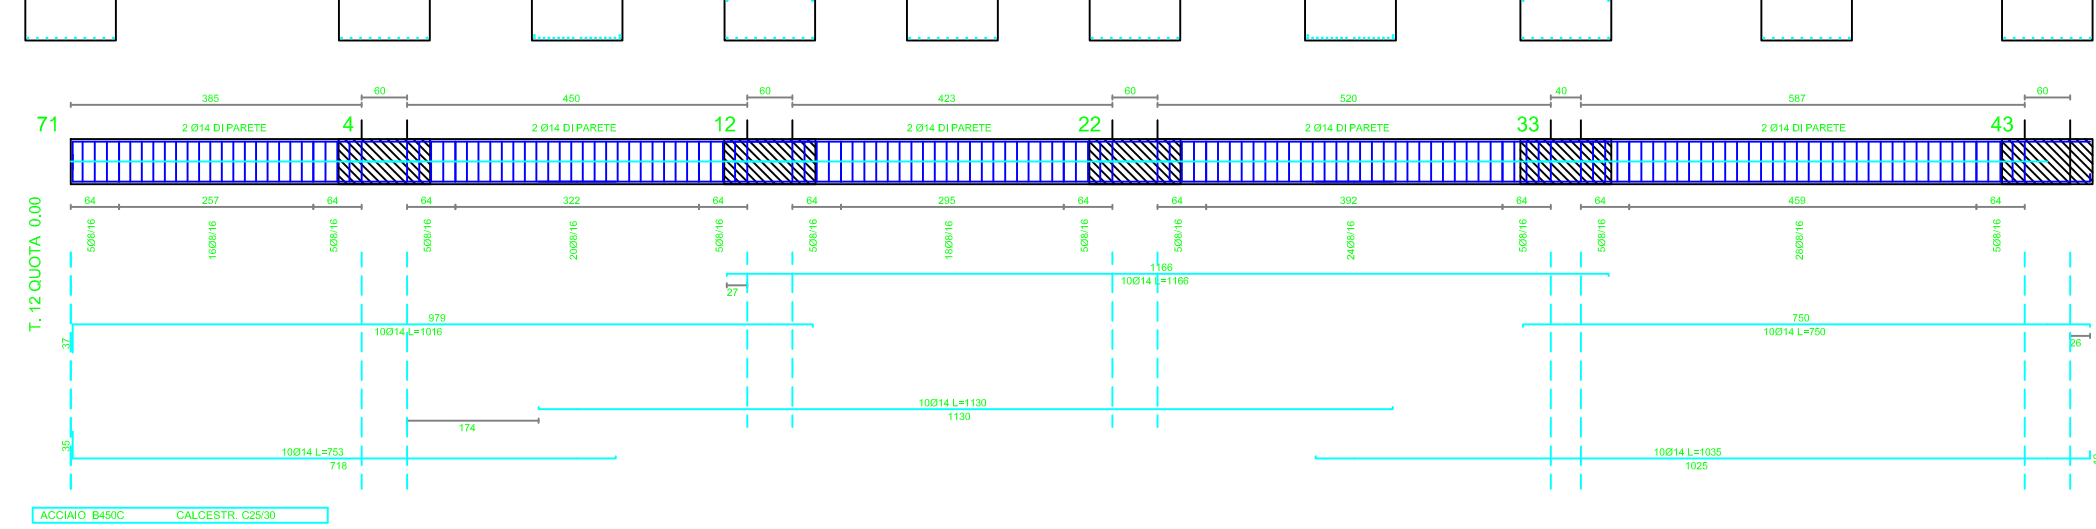 385 60 450 60 423 60 520 40 587 60
71 2 Ø14 DI PARETE 4 2 Ø14 DI PARETE 12 2 Ø14 DI PARETE 22 2 Ø14 DI PARETE 33 2 Ø14 DI PARETE 43
T. 12 QUOTA 0,00
64 257 64 64 322 64 64 295 64 64 392 64 64 459 64
5Ø8/16 16Ø8/16 5Ø8/16 5Ø8/16 20Ø8/16 5Ø8/16 5Ø8/16 18Ø8/16 5Ø8/16 5Ø8/16 24Ø8/16 5Ø8/16 5Ø8/16 28Ø8/16 5Ø8/16
1166
10Ø14 L=1166
27
979 750
10Ø14 L=1016 10Ø14 L=750
37 26
10Ø14 L=1130
1130
174
35 10Ø14 L=753 10Ø14 L=1035
718 1025
ACCIAIO B450C CALCESTR. C25/30